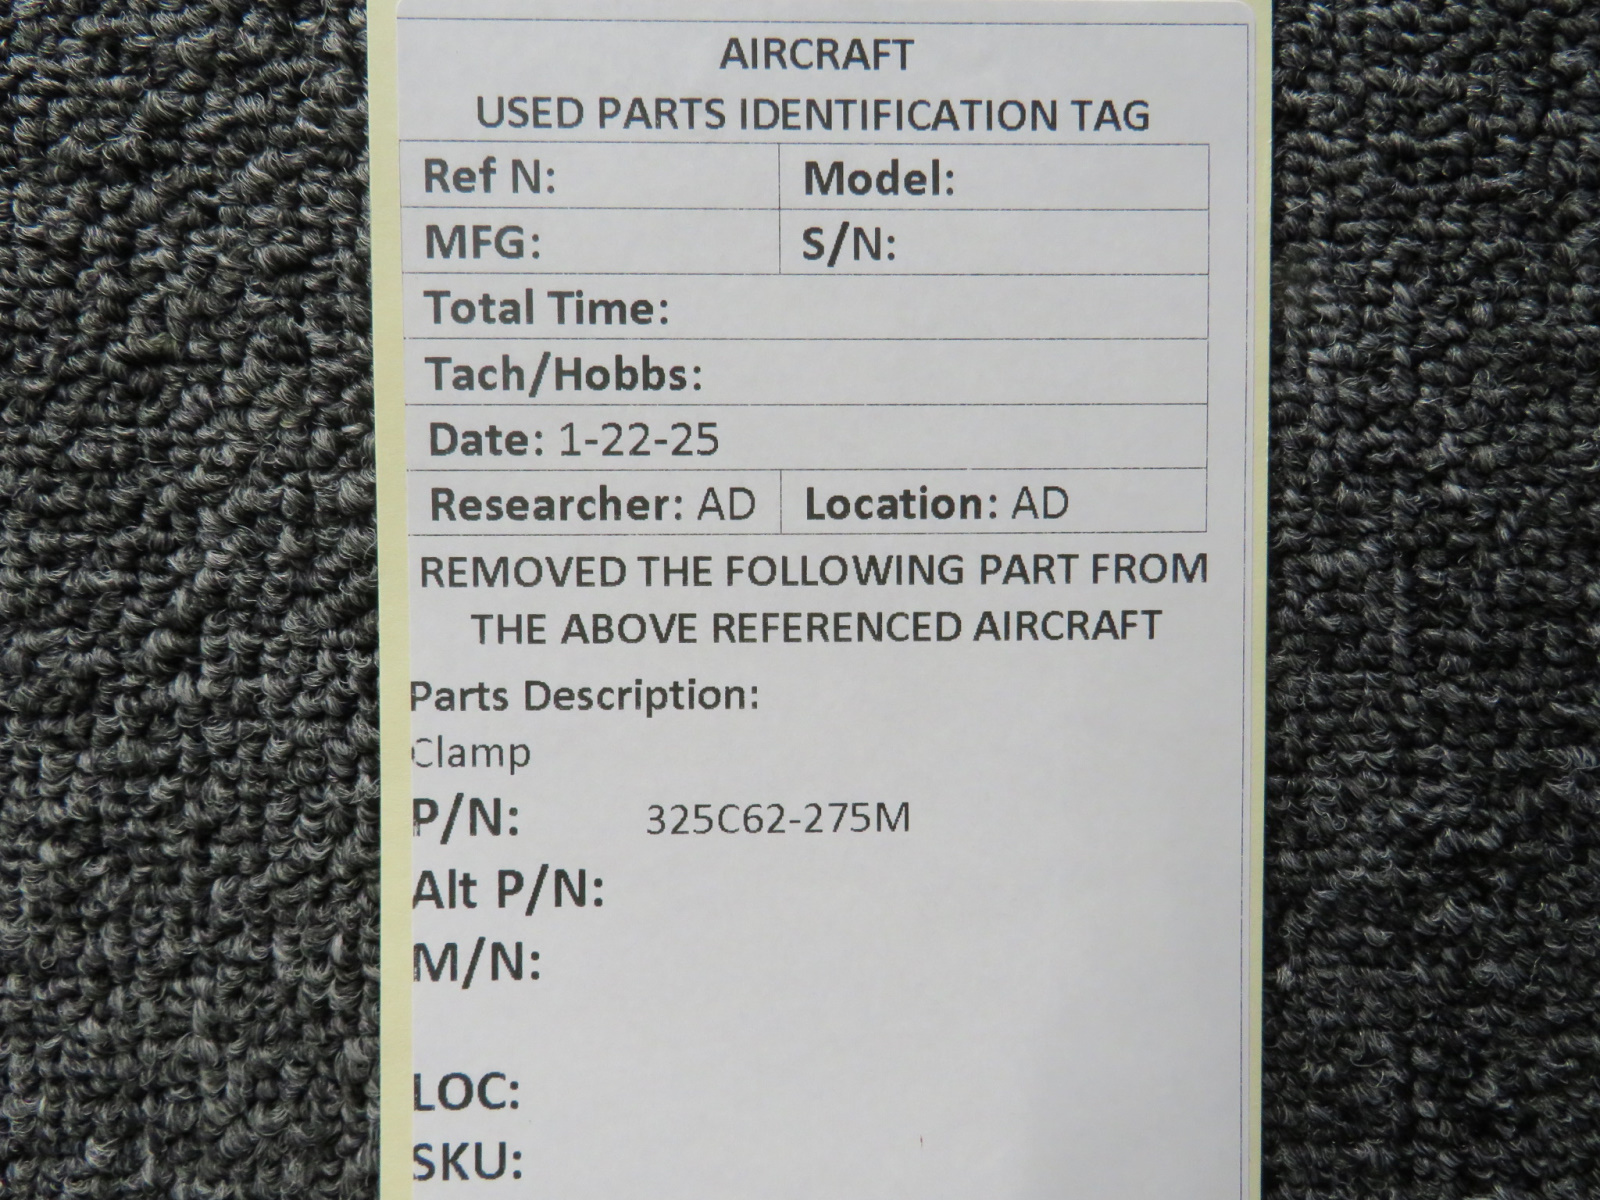 AIRCRAFT
USED PARTS IDENTIFICATION TAG
Ref N: Model:
MFG: S/N:
Total Time:
Tach/Hobbs:
Date: 1-22-25
Researcher: AD Location: AD
REMOVED THE FOLLOWING PART FROM
THE ABOVE REFERENCED AIRCRAFT
Parts Description:
Clamp
P/N: 325C62-275M
Alt P/N:
M/N:
LOC:
SKU: